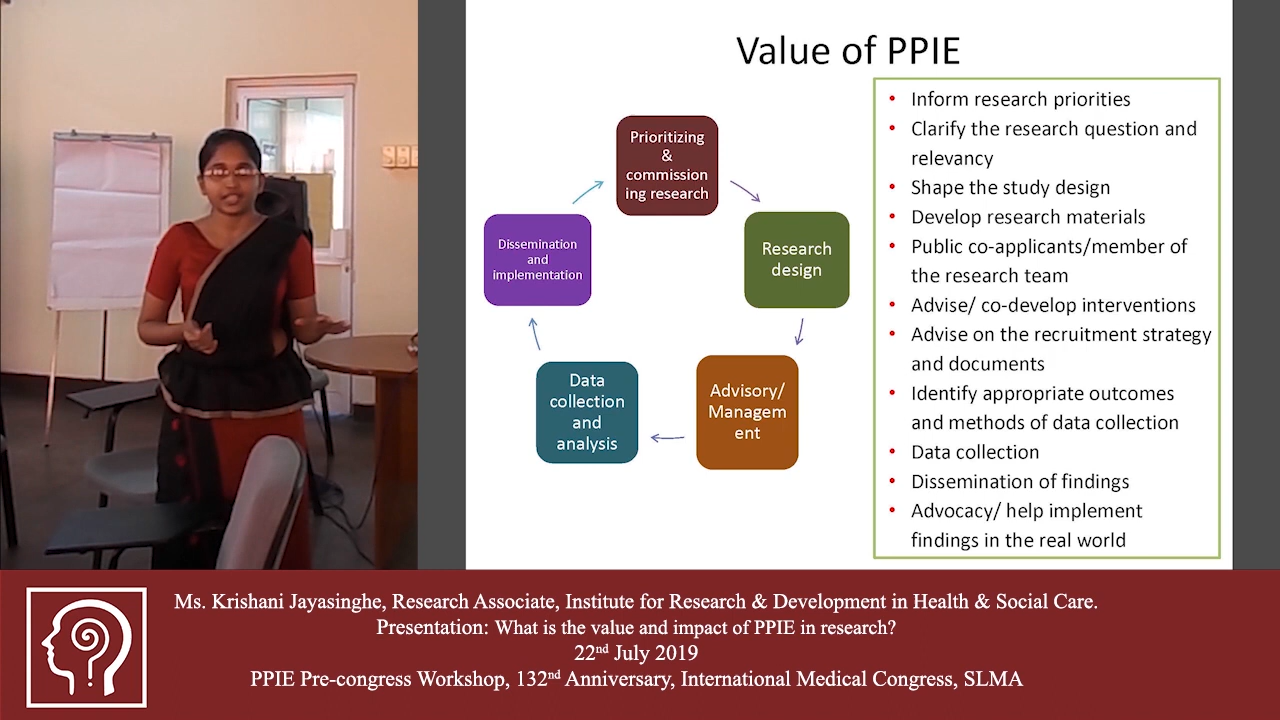 Value of PPIE
Prioritizing
&
commission
ing research
Research
design
Advisory/
Managem
ent
Data
collection
and
analysis
Dissemination
and
implementation
• Inform research priorities
• Clarify the research question and
relevancy
• Shape the study design
• Develop research materials
• Public co-applicants/member of
the research team
• Advise/ co-develop interventions
• Advise on the recruitment strategy
and documents
• Identify appropriate outcomes
and methods of data collection
• Data collection
• Dissemination of findings
• Advocacy/ help implement
findings in the real world
Ms. Krishani Jayasinghe, Research Associate, Institute for Research & Development in Health & Social Care.
Presentation: What is the value and impact of PPIE in research?
22nd July 2019
PPIE Pre-congress Workshop, 132nd Anniversary, International Medical Congress, SLMA